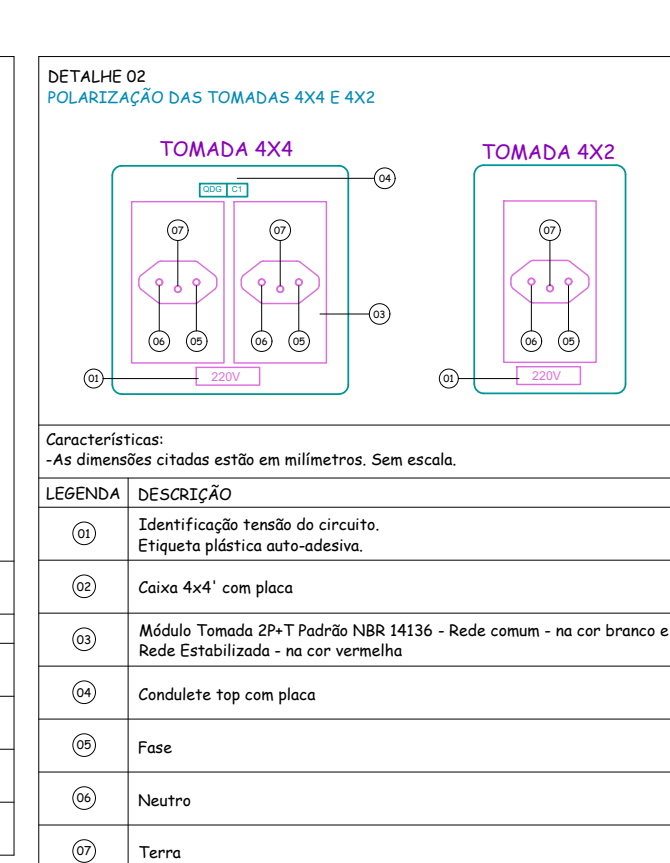 DETALHE 02
POLARIZAÇÃO DAS TOMADAS 4X4 E 4X2
TOMADA 4X4
TOMADA 4X2
04
QDG C1
07
07
07
03
06
05
06
05
06
05
01
220V
01
220V
Características:
-As dimensões citadas estão em milímetros. Sem escala.
LEGENDA DESCRIÇÃO
01
Identificação tensão do circuito.
Etiqueta plástica auto-adesiva.
02
Caixa 4x4' com placa
03
Módulo Tomada 2P+T Padrão NBR 14136 - Rede comum - na cor branco e
Rede Estabilizada - na cor vermelha
04
Condulete top com placa
05
Fase
06
Neutro
07
Terra